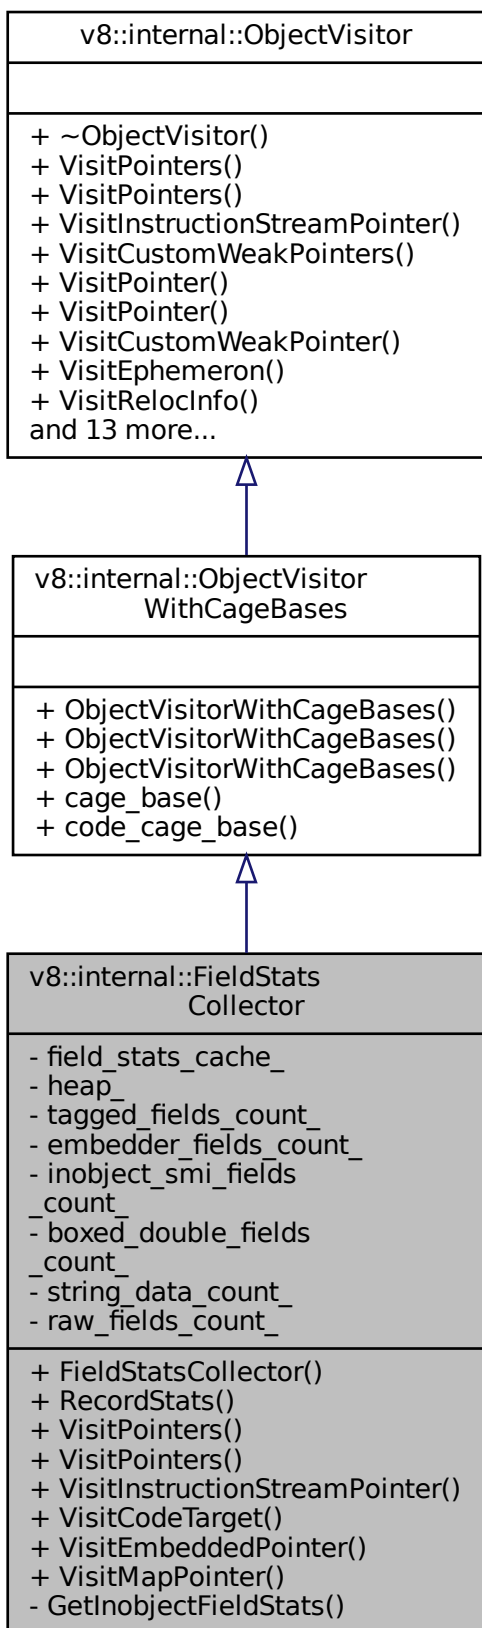 v8::internal::ObjectVisitor
+ ~ObjectVisitor()
+ VisitPointers()
+ VisitPointers()
+ VisitInstructionStreamPointer()
+ VisitCustomWeakPointers()
+ VisitPointer()
+ VisitPointer()
+ VisitCustomWeakPointer()
+ VisitEphemeron()
+ VisitRelocInfo()
and 13 more...
v8::internal::ObjectVisitor
WithCageBases
+ ObjectVisitorWithCageBases()
+ ObjectVisitorWithCageBases()
+ ObjectVisitorWithCageBases()
+ cage_base()
+ code_cage_base()
v8::internal::FieldStats
Collector
- field_stats_cache_
- heap_
- tagged_fields_count_
- embedder_fields_count_
- inobject_smi_fields
_count_
- boxed_double_fields
_count_
- string_data_count_
- raw_fields_count_
+ FieldStatsCollector()
+ RecordStats()
+ VisitPointers()
+ VisitPointers()
+ VisitInstructionStreamPointer()
+ VisitCodeTarget()
+ VisitEmbeddedPointer()
+ VisitMapPointer()
- GetInobjectFieldStats()